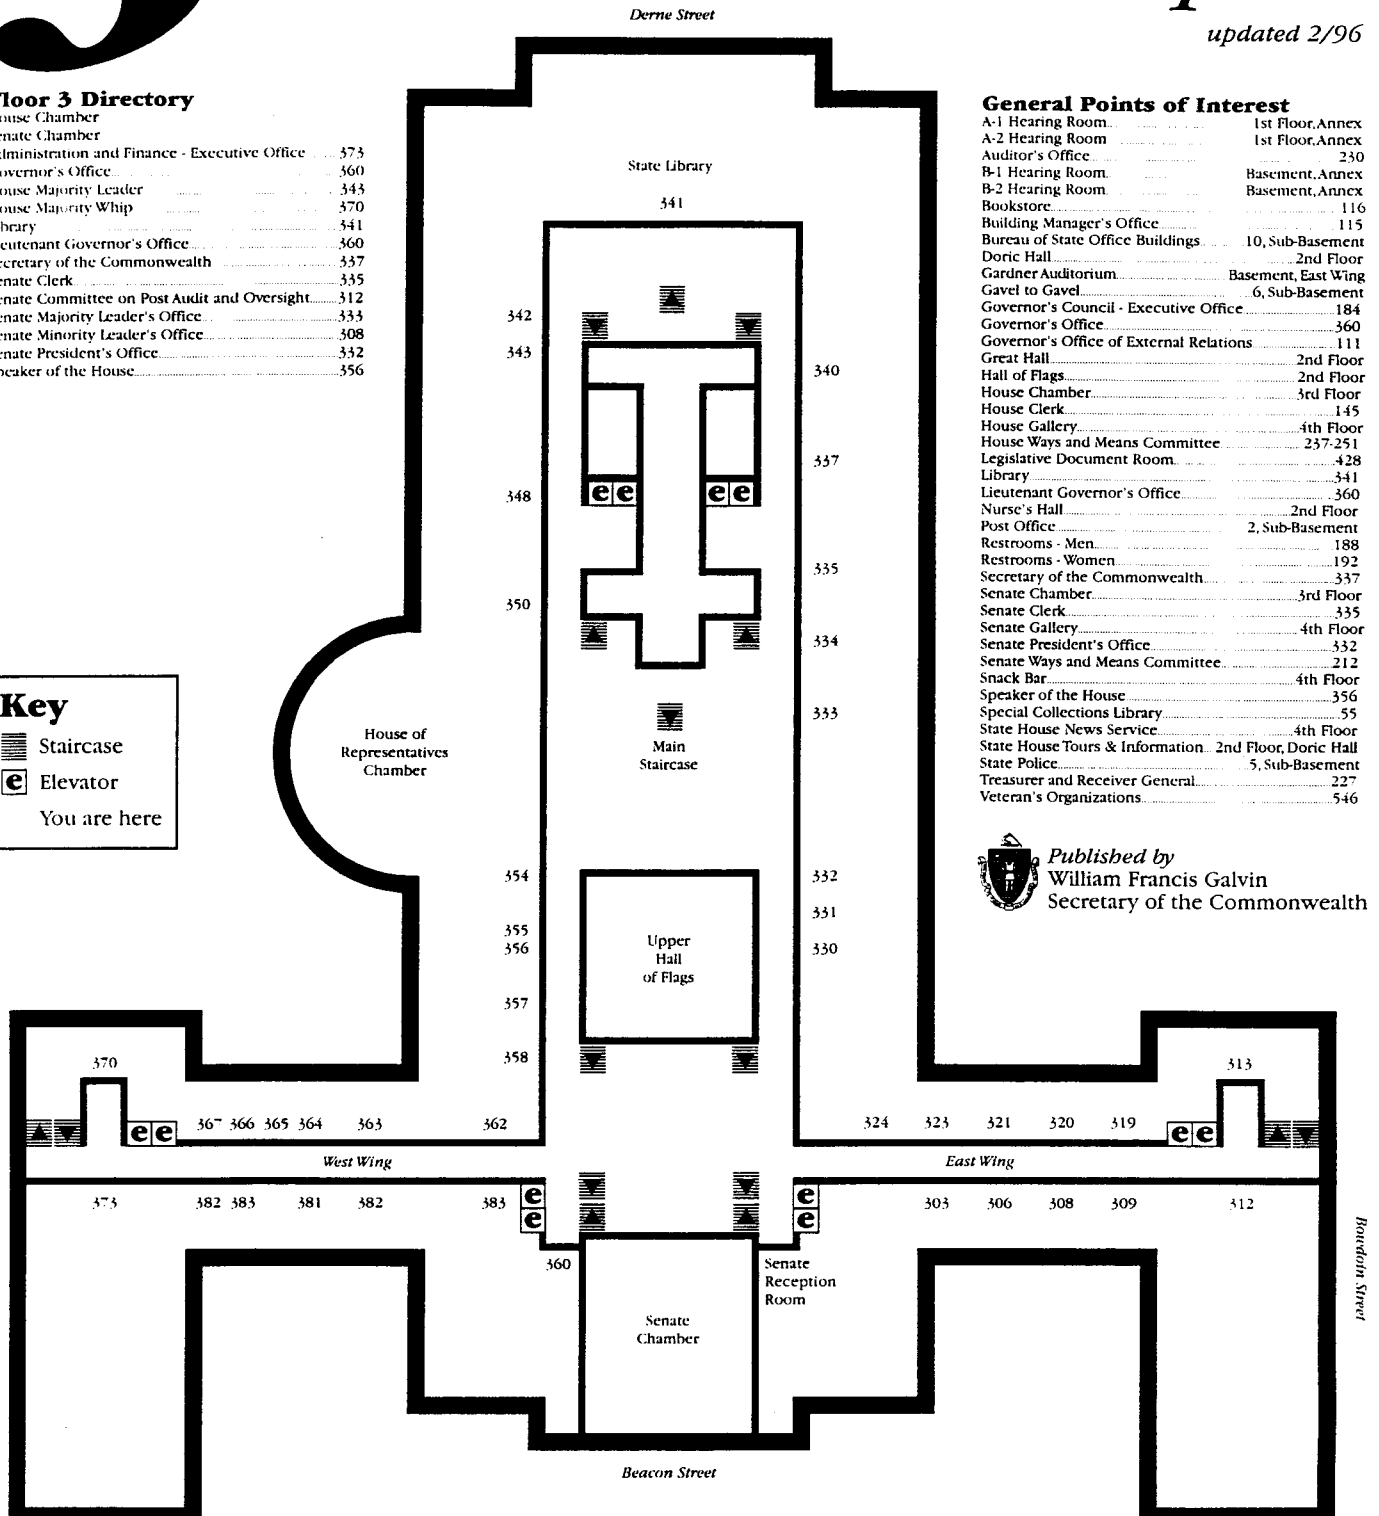 3
Derne Street
updated 2/96
loor 3 Directory
ouse Chamber
enate Chamber
dministration and Finance - Executive Office 373
overnor's Office 360
ouse Majority Leader 343
ouse Majority Whip 370
brary 341
eutenant Governor's Office 360
ecretary of the Commonwealth 337
enate Clerk 335
enate Committee on Post Audit and Oversight 312
enate Majority Leader's Office 333
enate Minority Leader's Office 308
enate President's Office 332
peaker of the House 356
Key
Staircase
e Elevator
You are here
General Points of Interest
A-1 Hearing Room 1st Floor, Annex
A-2 Hearing Room 1st Floor, Annex
Auditor's Office 230
B-1 Hearing Room Basement, Annex
B-2 Hearing Room Basement, Annex
Bookstore 116
Building Manager's Office 115
Bureau of State Office Buildings 10, Sub-Basement
Doric Hall 2nd Floor
Gardner Auditorium Basement, East Wing
Gavel to Gavel 6, Sub-Basement
Governor's Council - Executive Office 184
Governor's Office 360
Governor's Office of External Relations 111
Great Hall 2nd Floor
Hall of Flags 2nd Floor
House Chamber 3rd Floor
House Clerk 145
House Gallery 4th Floor
House Ways and Means Committee 237-251
Legislative Document Room 428
Library 341
Lieutenant Governor's Office 360
Nurse's Hall 2nd Floor
Post Office 2, Sub-Basement
Restrooms - Men 188
Restrooms - Women 192
Secretary of the Commonwealth 337
Senate Chamber 3rd Floor
Senate Clerk 335
Senate Gallery 4th Floor
Senate President's Office 332
Senate Ways and Means Committee 212
Snack Bar 4th Floor
Speaker of the House 356
Special Collections Library 55
State House News Service 4th Floor
State House Tours & Information 2nd Floor, Doric Hall
State Police 5, Sub-Basement
Treasurer and Receiver General 227
Veteran's Organizations 546
Published by
William Francis Galvin
Secretary of the Commonwealth
State Library
341
342
343
340
337
348
e e e e
335
350
334
333
House of
Representatives
Chamber
Main
Staircase
354
332
355
331
356
330
Upper
Hall
of Flags
357
358
370
313
e e 367 366 365 364 363 362
324 323 321 320 319 e e
West Wing
East Wing
373 382 383 381 382 383 e
e
e 303 306 308 309 312
e
360
Senate
Reception
Room
Senate
Chamber
Bowdoin Street
Beacon Street